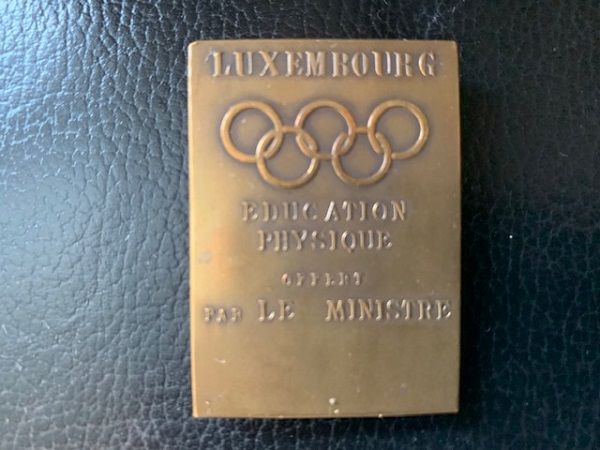 LUXEMBOURG
EDUCATION
PHYSIQUE
OFFERT
PAR LE MINISTRE